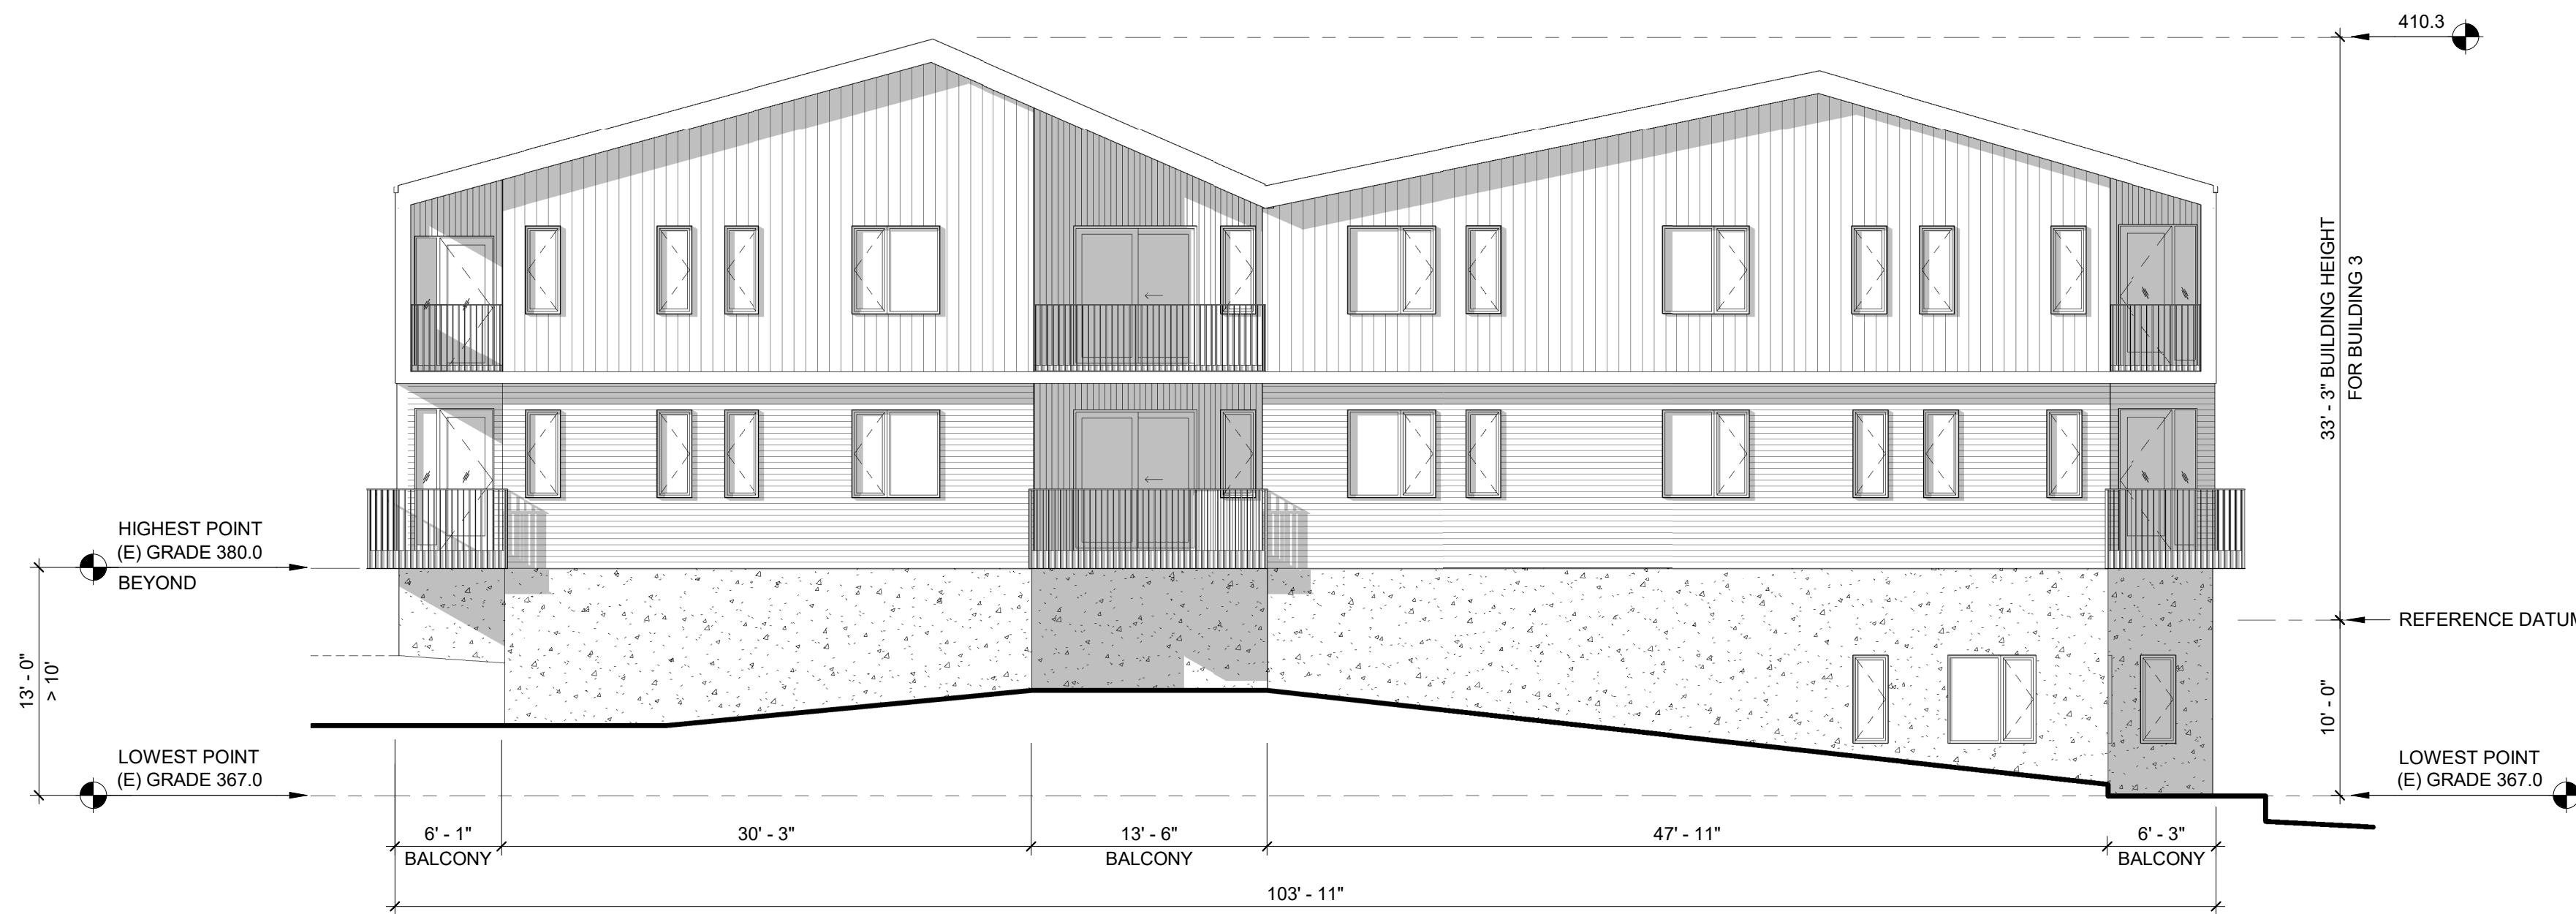 410.3
33' - 3" BUILDING HEIGHT
FOR BUILDING 3
HIGHEST POINT
(E) GRADE 380.0
BEYOND
REFERENCE DATUM
13' - 0"
> 10'
10' - 0"
LOWEST POINT
(E) GRADE 367.0
LOWEST POINT
(E) GRADE 367.0
6' - 1"
BALCONY
30' - 3"
13' - 6"
BALCONY
47' - 11"
6' - 3"
BALCONY
103' - 11"